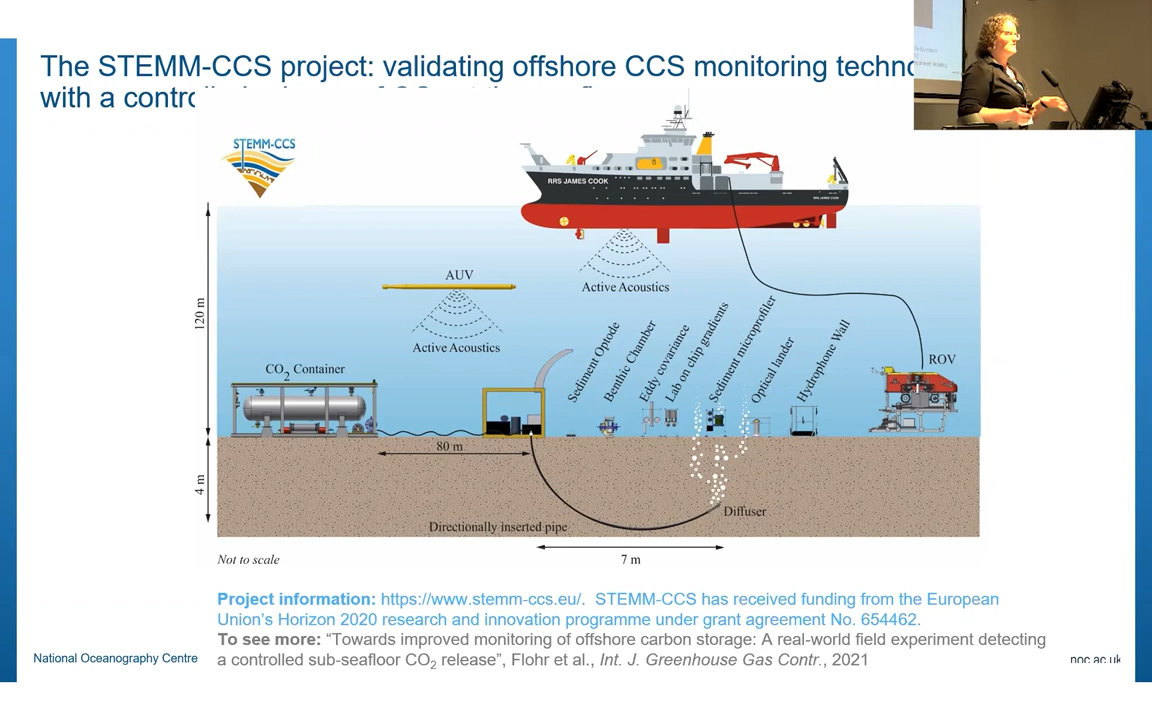 The STEMM-CCS project: validating offshore CCS monitoring
with a
STEMM-CCS
RRS JAMES COOK
RRS JAMES COOK
AUV
Active Acoustics
Active Acoustics
120 m
CO2 Container
Sediment Optode
Benthic Chamber
Eddy covariance
Lab on chip gradients
Sediment microprofiler
Optical lander
Hydrophone Wall
ROV
80 m
4 m
Diffuser
Directionally inserted pipe
Not to scale
7 m
Project information: https://www.stemm-ccs.eu/. STEMM-CCS has received funding from the European
Union’s Horizon 2020 research and innovation programme under grant agreement No. 654462.
To see more: “Towards improved monitoring of offshore carbon storage: A real-world field experiment detecting
a controlled sub-seafloor CO2 release”, Flohr et al., Int. J. Greenhouse Gas Contr., 2021
National Oceanography Centre
noc.ac.uk